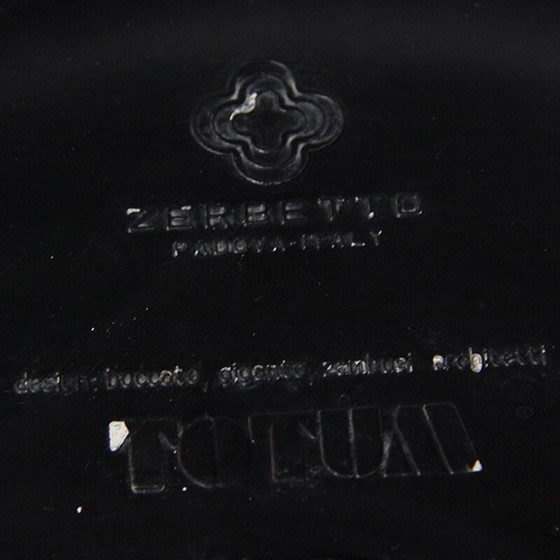 ZERBETTO
PADOVA-ITALY
design: boccato, gigante, zambusi architetti
TOTUM